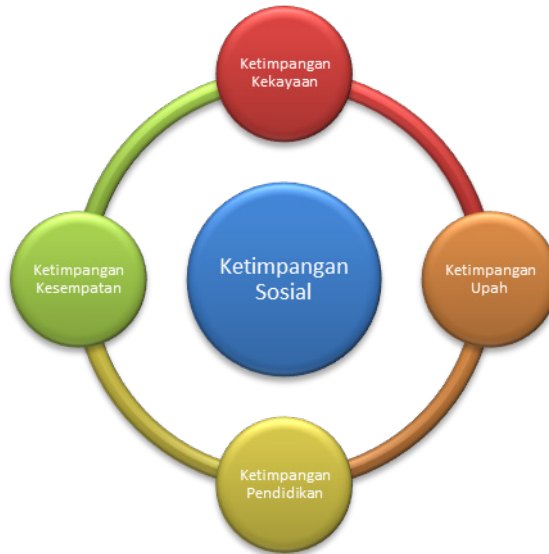 Ketimpangan
Kekayaan
Ketimpangan
Kesempatan
Ketimpangan
Sosial
Ketimpangan
Upah
Ketimpangan
Pendidikan